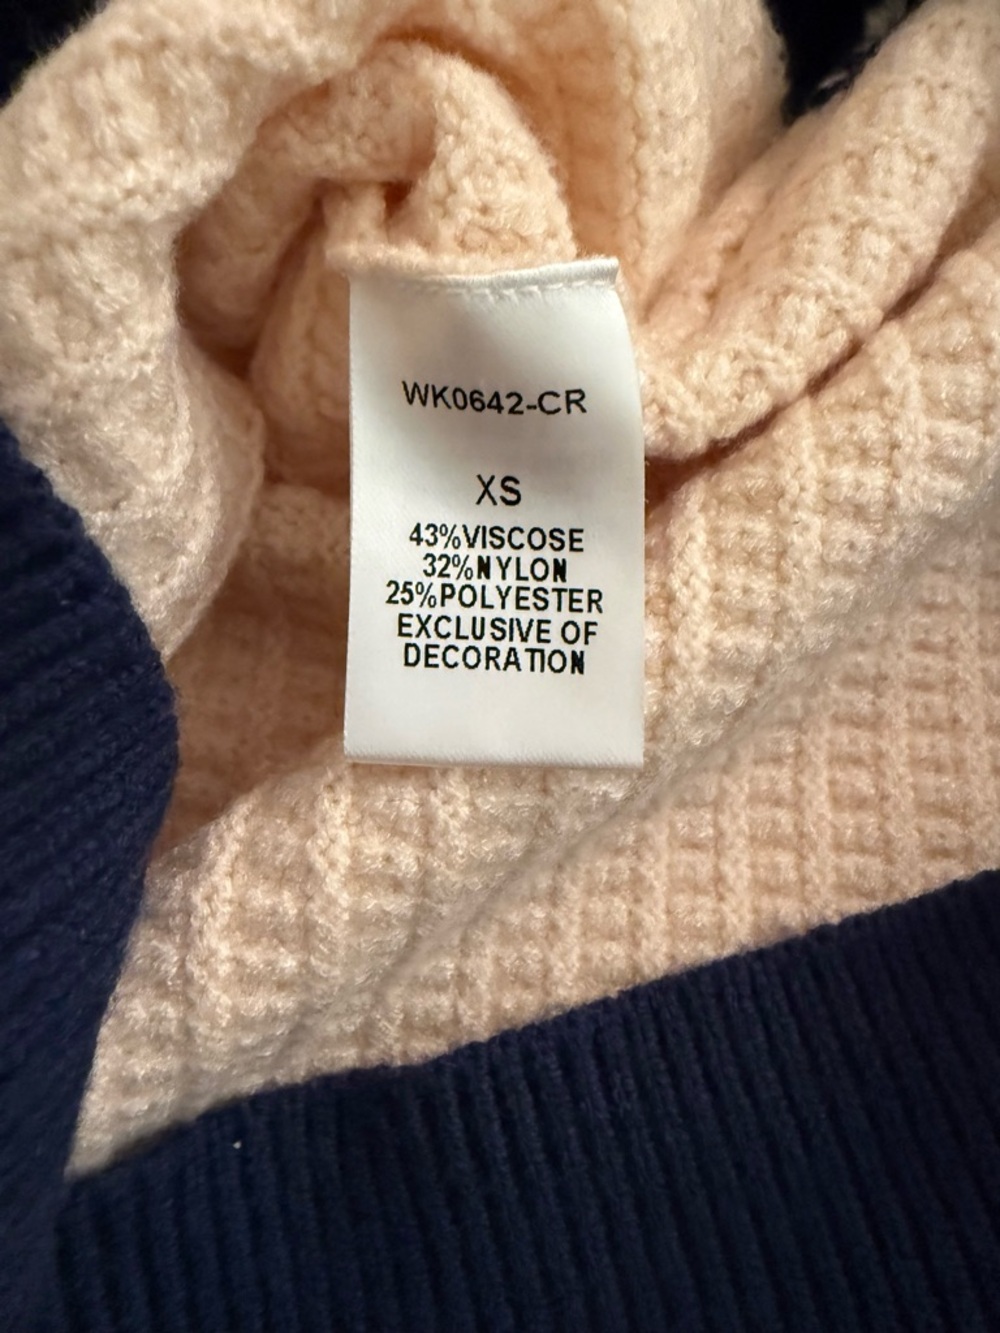 WK0642-CR
XS
43%VISCOSE
32%NYLON
25%POLYESTER
EXCLUSIVE OF
DECORATION